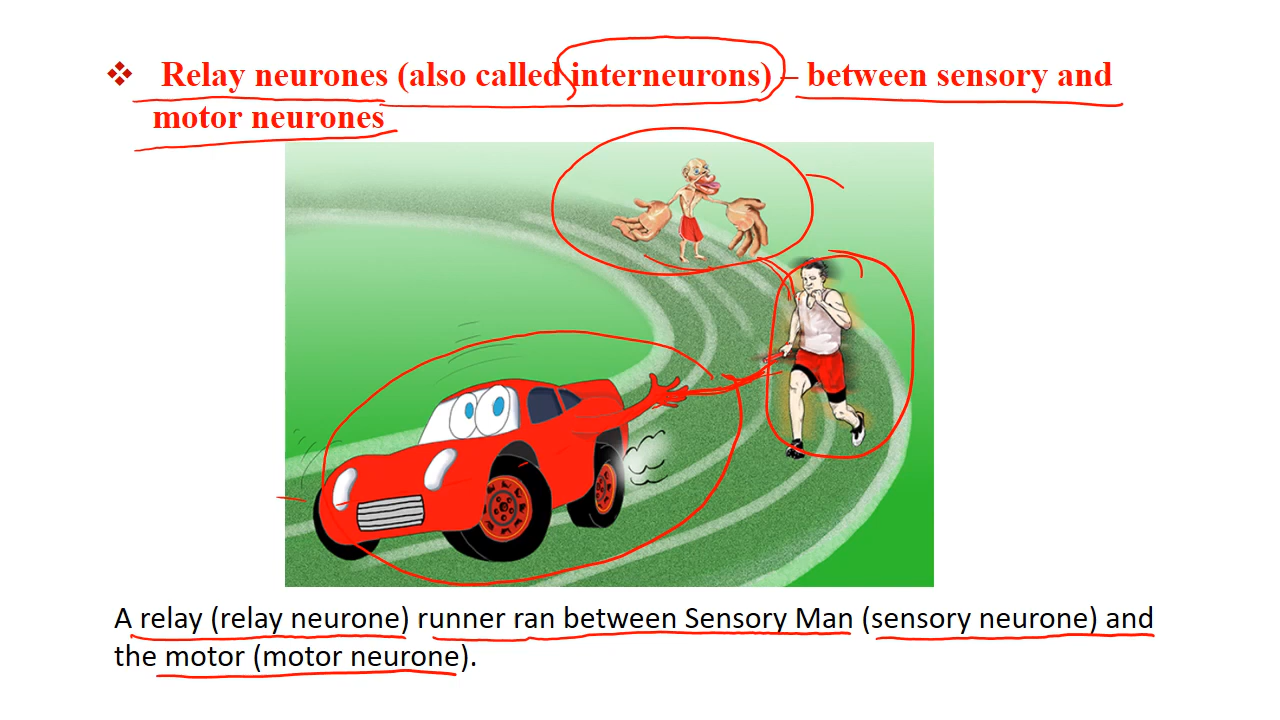 ❖ Relay neurones (also called interneurons) – between sensory and
motor neurones
A relay (relay neurone) runner ran between Sensory Man (sensory neurone) and
the motor (motor neurone).